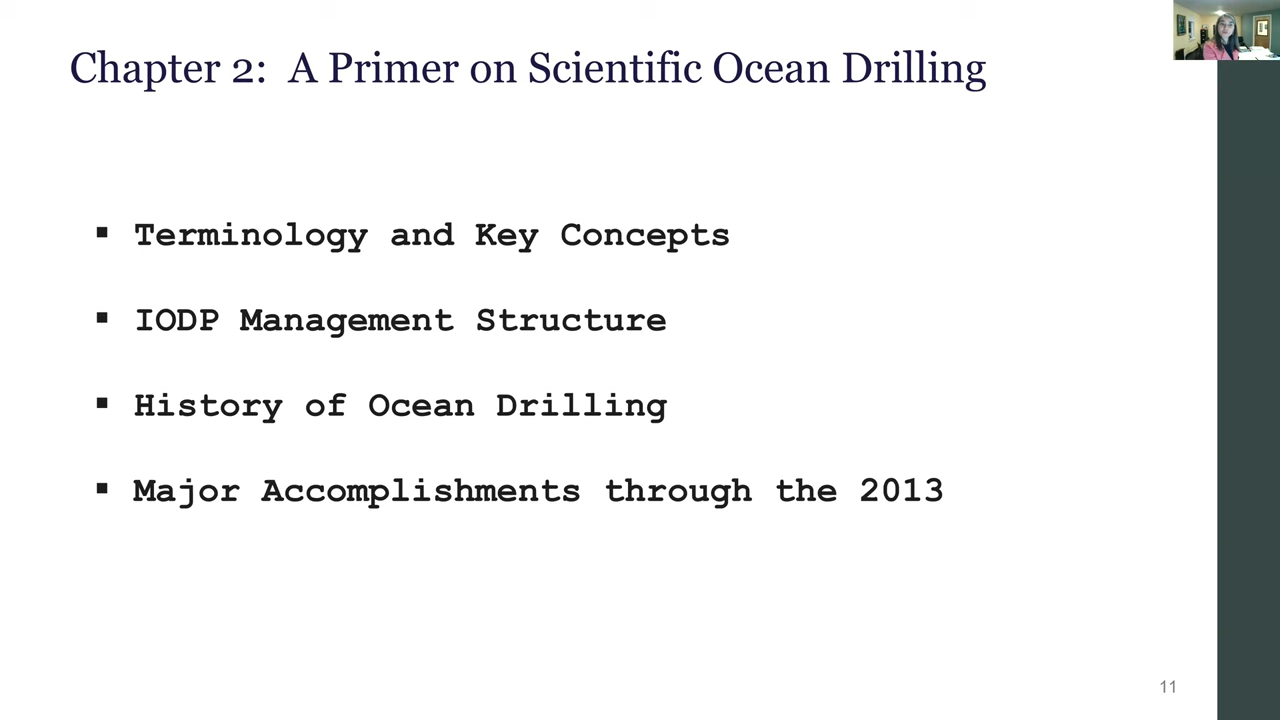 Chapter 2: A Primer on Scientific Ocean Drilling
▪ Terminology and Key Concepts
▪ IODP Management Structure
▪ History of Ocean Drilling
▪ Major Accomplishments through the 2013
11